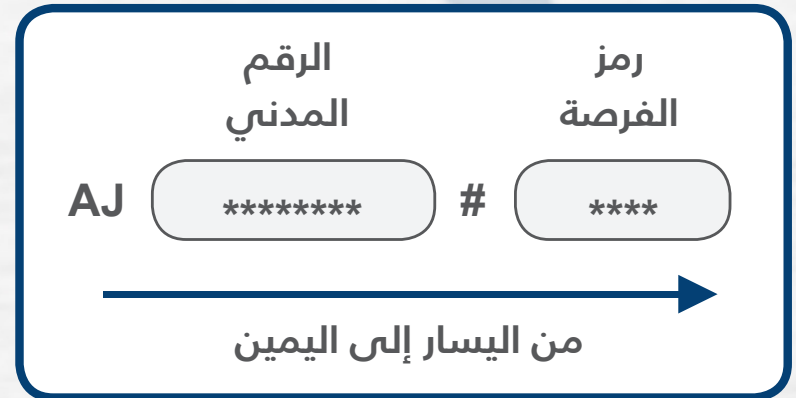 رمز
الفرصة
الرقم
المدني
AJ ******** # ****
من اليسار إلى اليمين